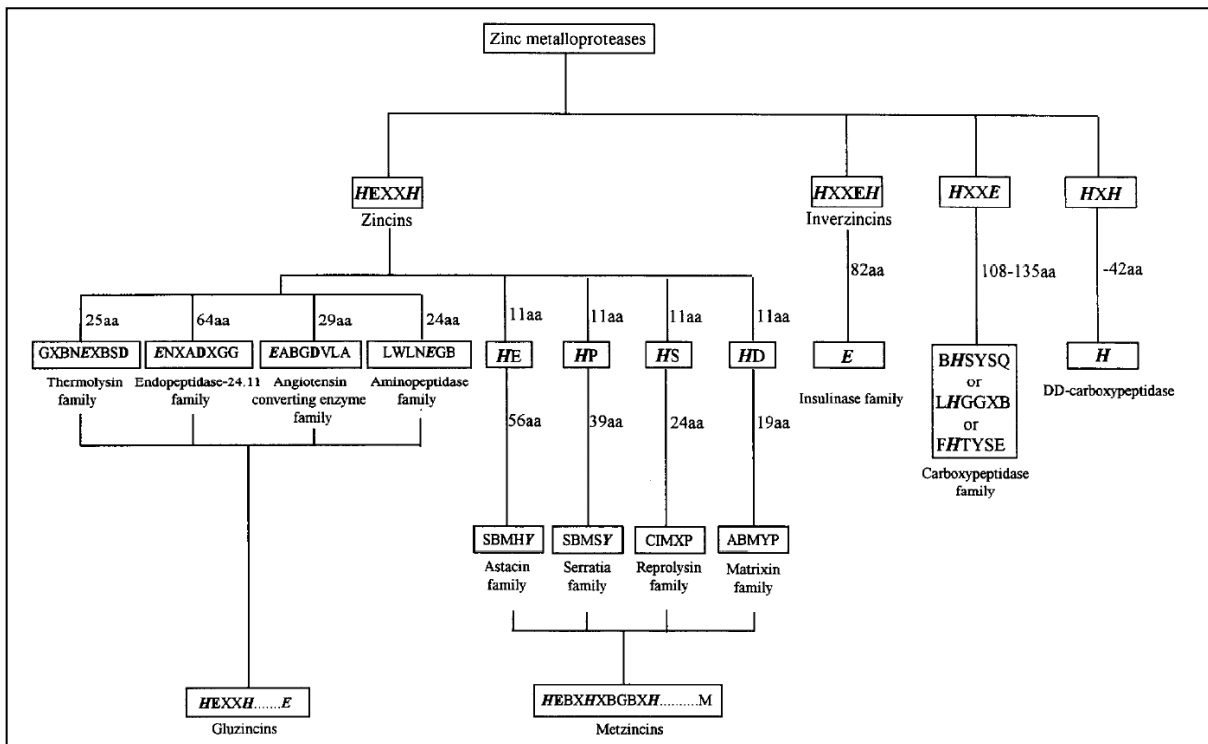 Zinc metalloproteases
HEXXH
Zincins
HXXEH
Inverzincins
HXXE
HXH
82aa
108-135aa
-42aa
25aa
64aa
29aa
24aa
11aa
11aa
11aa
11aa
GXBNEXBSD
Thermolysin
family
ENXADXGG
Endopeptidase-24.11
family
EABGDVLA
Angiotensin
converting enzyme
family
LWLNEGB
Aminopeptidase
family
HE
HP
HS
HD
E
Insulinase family
BHSYSQ
or
LHGGXB
or
FHTYSE
Carboxypeptidase
family
H
DD-carboxypeptidase
56aa
39aa
24aa
19aa
SBMHY
Astacin
family
SBMSY
Serratia
family
CIMXP
Reprolysin
family
ABMYP
Matrixin
family
HEXXH.......E
Gluzincins
HEBXHXBGBXH..........M
Metzincins